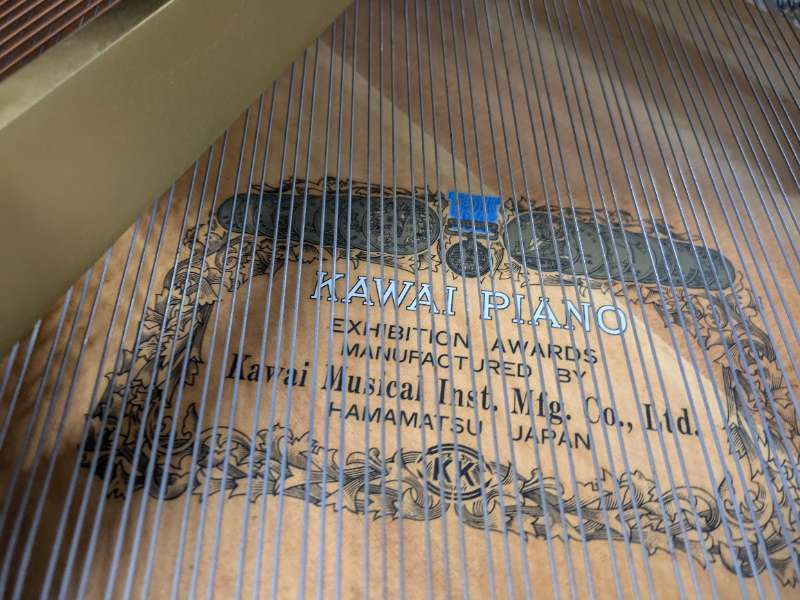 KAWAI PIANO
EXHIBITION AWARDS
MANUFACTURED BY
Kawai Musical Inst. Mfg. Co., Ltd.
HAMAMATSU JAPAN
KK